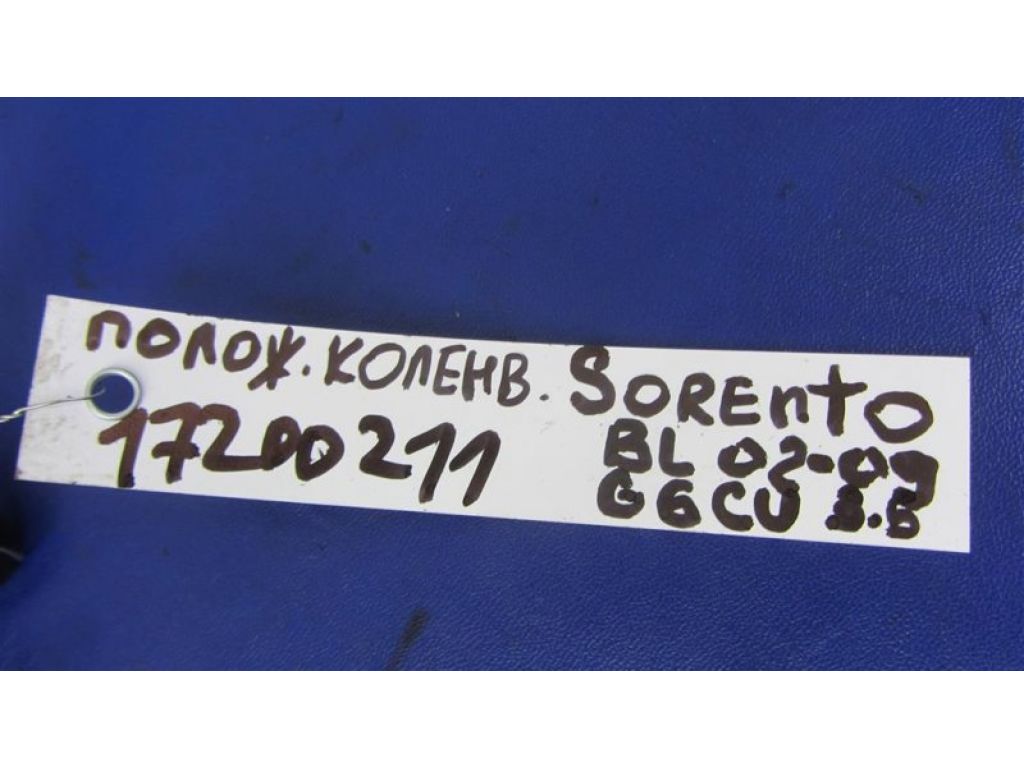 ПОЛОЖ. КОЛЕНВ. SORENTO
17200211 BL 02-09
G6CU 3.5